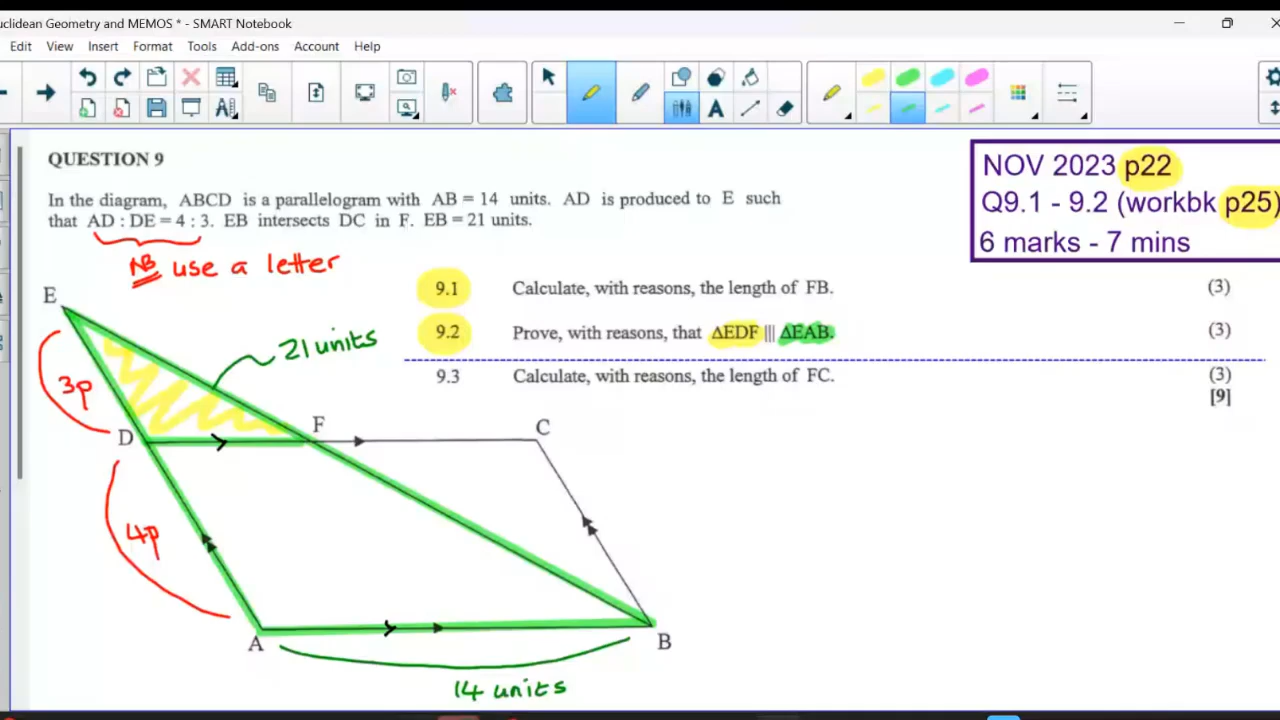 uclidean Geometry and MEMOS * - SMART Notebook
Edit View Insert Format Tools Add-ons Account Help
QUESTION 9
In the diagram, ABCD is a parallelogram with AB = 14 units. AD is produced to E such
that AD : DE = 4 : 3. EB intersects DC in F. EB = 21 units.
NB use a letter
NOV 2023 p22
Q9.1 - 9.2 (workbk p25)
6 marks - 7 mins
9.1 Calculate, with reasons, the length of FB. (3)
9.2 Prove, with reasons, that ΔEDF ||| ΔEAB. (3)
9.3 Calculate, with reasons, the length of FC. (3)
[9]
E
21 units
3p
D
F
C
4p
A
B
14 units